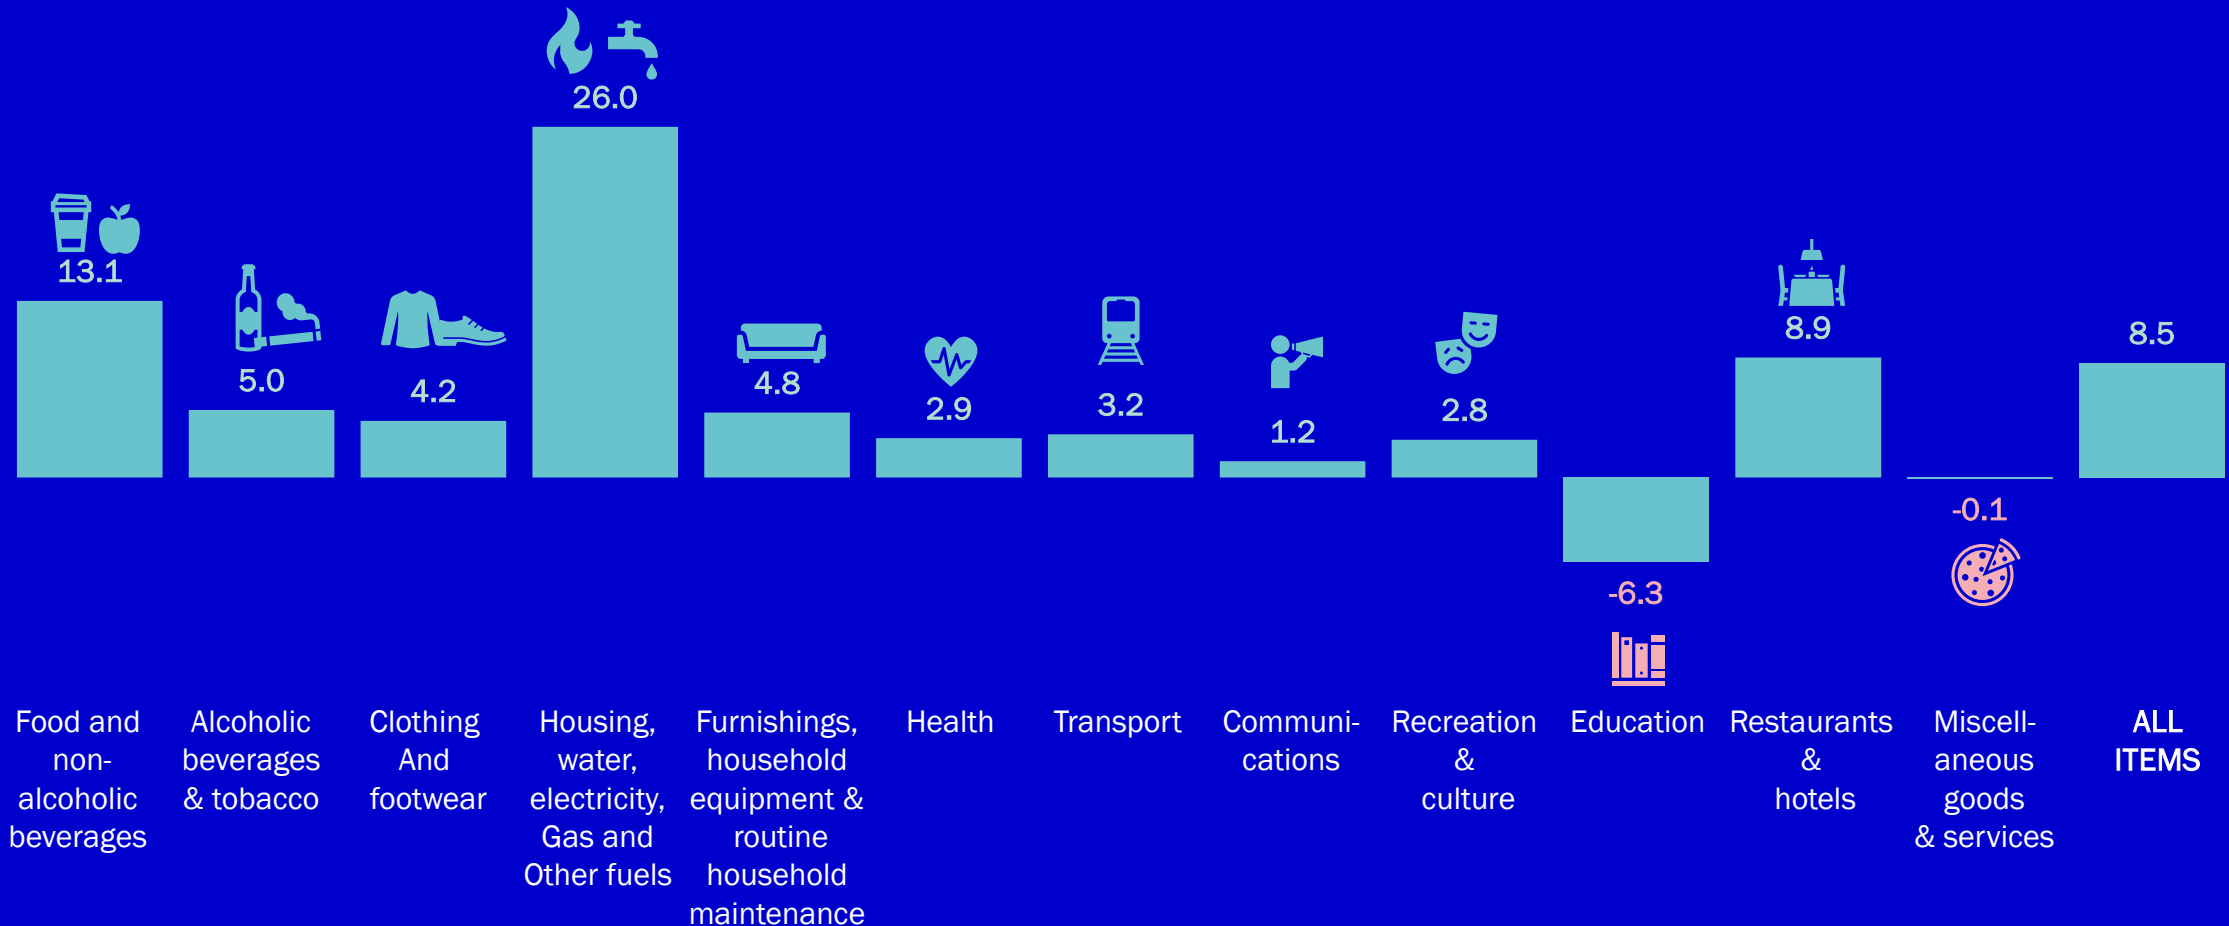 26.0
13.1
5.0
4.2
4.8
2.9
3.2
1.2
2.8
8.9
8.5
-0.1
-6.3
Food and
non-
alcoholic
beverages
Alcoholic
beverages
& tobacco
Clothing
And
footwear
Housing,
water,
electricity,
Gas and
Other fuels
Furnishings,
household
equipment &
routine
household
maintenance
Health
Transport
Communi-
cations
Recreation
&
culture
Education
Restaurants
&
hotels
Miscell-
aneous
goods
& services
ALL
ITEMS